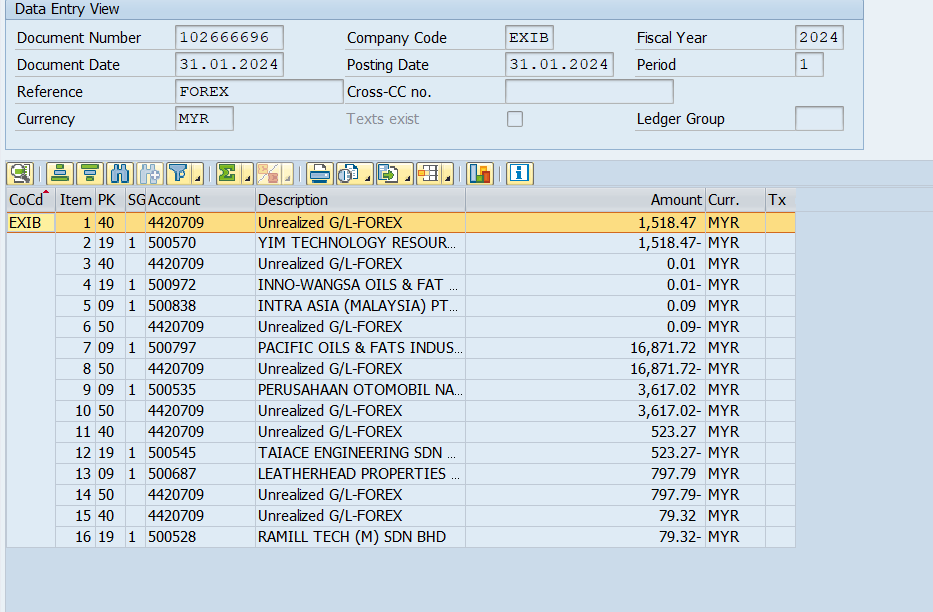 Data Entry View
Document Number 102666696 Company Code EXIB Fiscal Year 2024
Document Date 31.01.2024 Posting Date 31.01.2024 Period 1
Reference FOREX Cross-CC no.
Currency MYR Texts exist Ledger Group
CoCd Item PK SG Account Description Amount Curr. Tx
EXIB 1 40 4420709 Unrealized G/L-FOREX 1,518.47 MYR
2 19 1 500570 YIM TECHNOLOGY RESOUR... 1,518.47- MYR
3 40 4420709 Unrealized G/L-FOREX 0.01 MYR
4 19 1 500972 INNO-WANGSA OILS & FAT ... 0.01- MYR
5 09 1 500838 INTRA ASIA (MALAYSIA) PT... 0.09 MYR
6 50 4420709 Unrealized G/L-FOREX 0.09- MYR
7 09 1 500797 PACIFIC OILS & FATS INDUS... 16,871.72 MYR
8 50 4420709 Unrealized G/L-FOREX 16,871.72- MYR
9 09 1 500535 PERUSAHAAN OTOMOBIL NA... 3,617.02 MYR
10 50 4420709 Unrealized G/L-FOREX 3,617.02- MYR
11 40 4420709 Unrealized G/L-FOREX 523.27 MYR
12 19 1 500545 TAIACE ENGINEERING SDN ... 523.27- MYR
13 09 1 500687 LEATHERHEAD PROPERTIES ... 797.79 MYR
14 50 4420709 Unrealized G/L-FOREX 797.79- MYR
15 40 4420709 Unrealized G/L-FOREX 79.32 MYR
16 19 1 500528 RAMILL TECH (M) SDN BHD 79.32- MYR